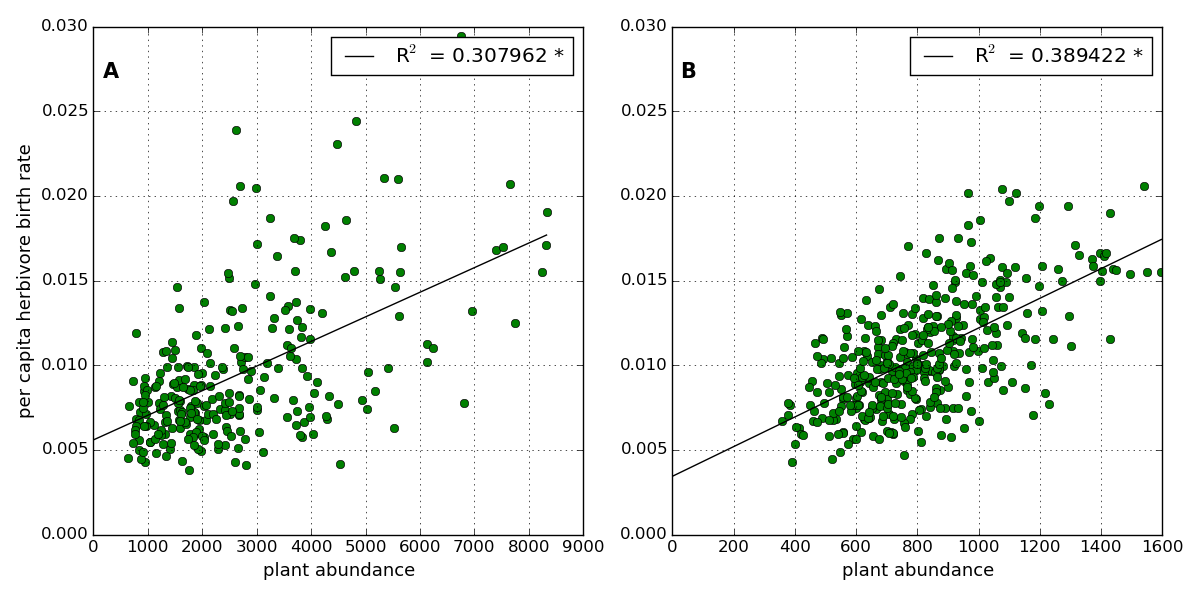 A
R² = 0.307962 *
per capita herbivore birth rate
0.030
0.025
0.020
0.015
0.010
0.005
0.000
0 1000 2000 3000 4000 5000 6000 7000 8000 9000
plant abundance
B
R² = 0.389422 *
0.030
0.025
0.020
0.015
0.010
0.005
0.000
0 200 400 600 800 1000 1200 1400 1600
plant abundance